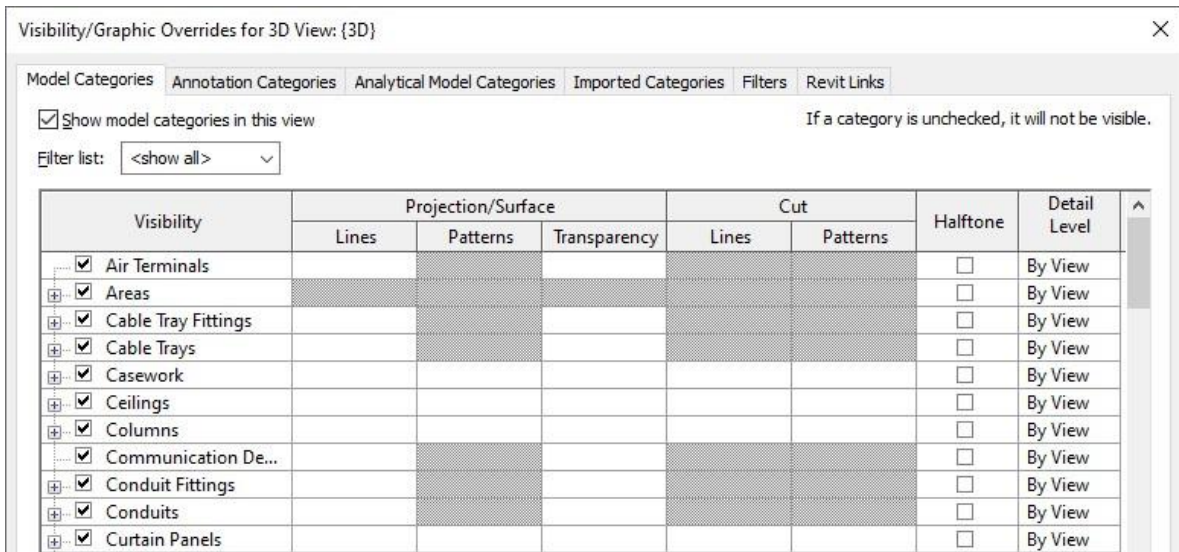 Visibility/Graphic Overrides for 3D View: {3D}
Model Categories Annotation Categories Analytical Model Categories Imported Categories Filters Revit Links
Show model categories in this view If a category is unchecked, it will not be visible.
Filter list: <show all>
Visibility Projection/Surface Cut Halftone Detail Level
Lines Patterns Transparency Lines Patterns
Air Terminals By View
Areas By View
Cable Tray Fittings By View
Cable Trays By View
Casework By View
Ceilings By View
Columns By View
Communication De... By View
Conduit Fittings By View
Conduits By View
Curtain Panels By View